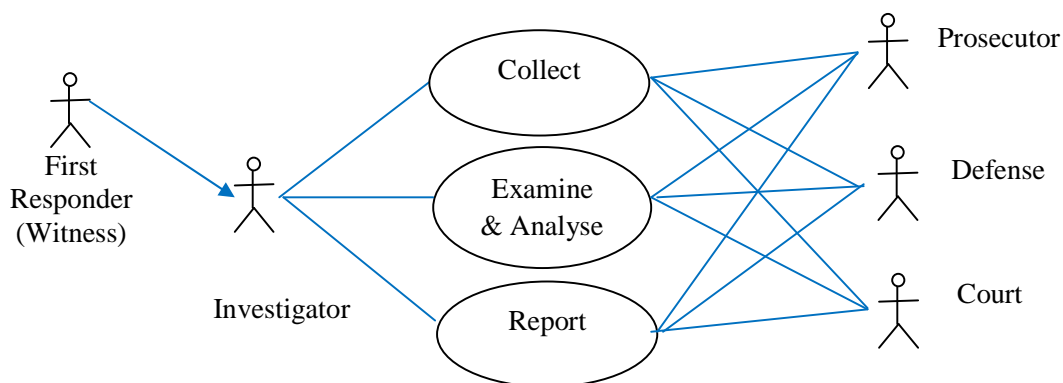 Prosecutor
Collect
First
Responder
(Witness)
Examine
& Analyse
Defense
Investigator
Report
Court